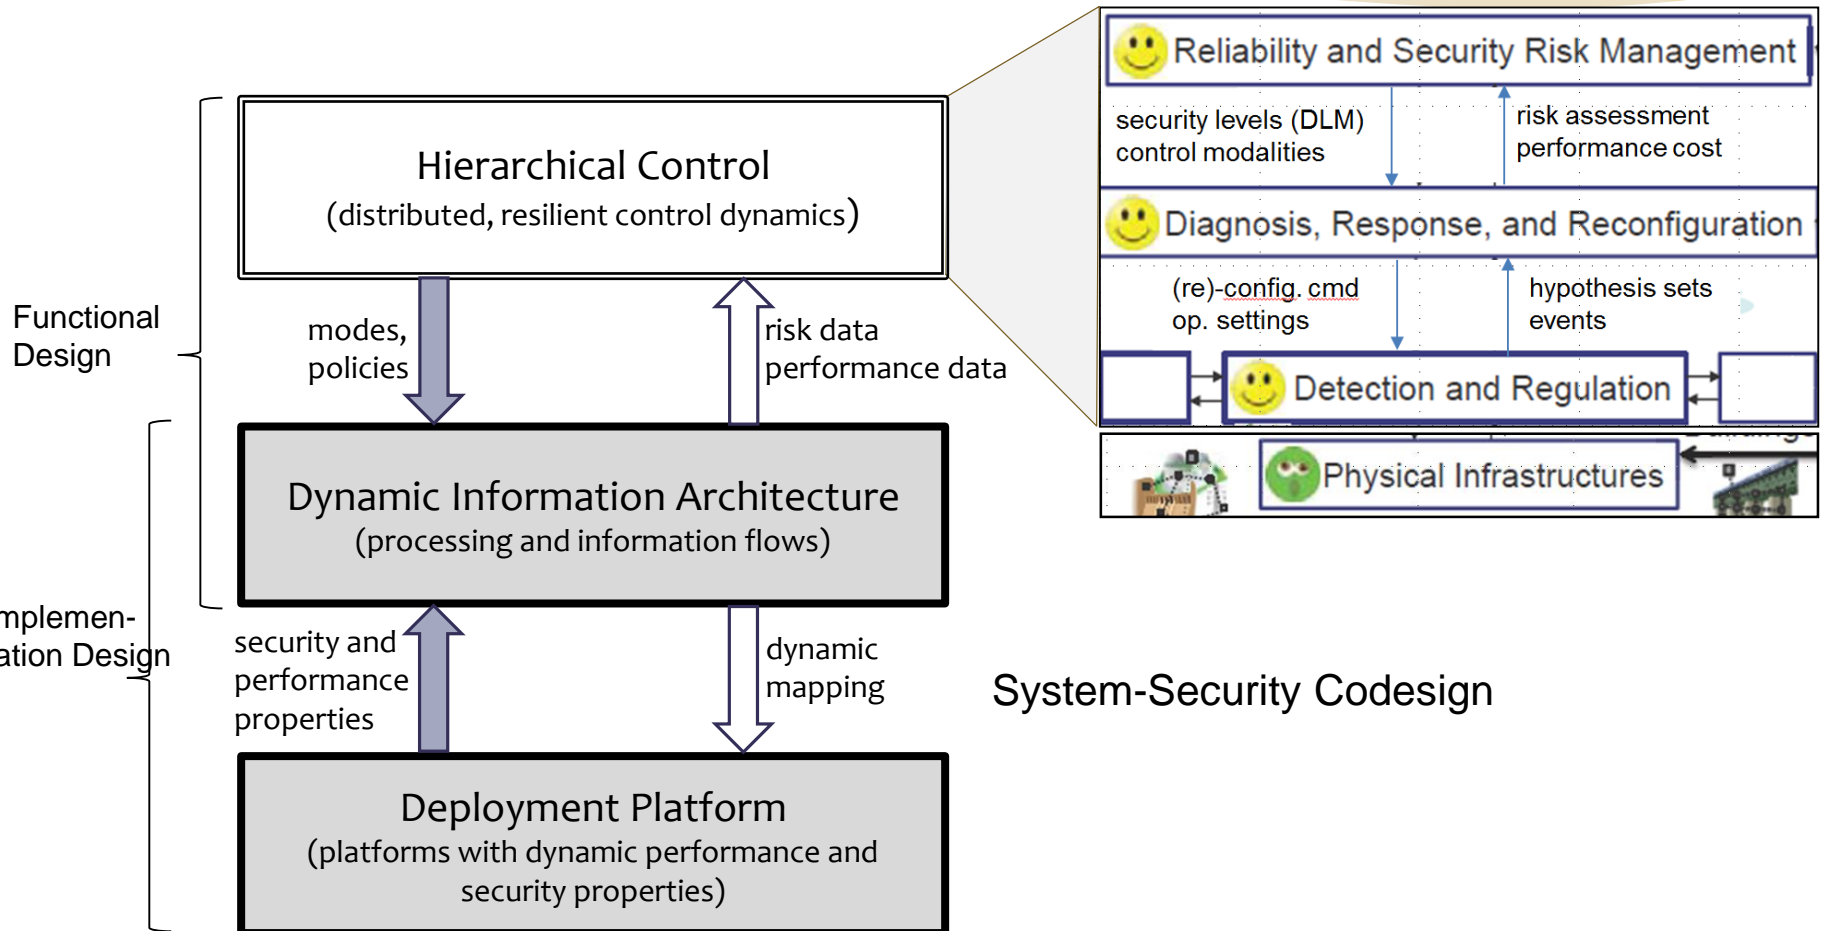 Reliability and Security Risk Management
security levels (DLM)
control modalities
risk assessment
performance cost
Diagnosis, Response, and Reconfiguration
(re)-config. cmd
op. settings
hypothesis sets
events
Detection and Regulation
Physical Infrastructures
Hierarchical Control
(distributed, resilient control dynamics)
Functional
Design
modes,
policies
risk data
performance data
Dynamic Information Architecture
(processing and information flows)
mplemen-
ation Design
security and
performance
properties
dynamic
mapping
System-Security Codesign
Deployment Platform
(platforms with dynamic performance and
security properties)